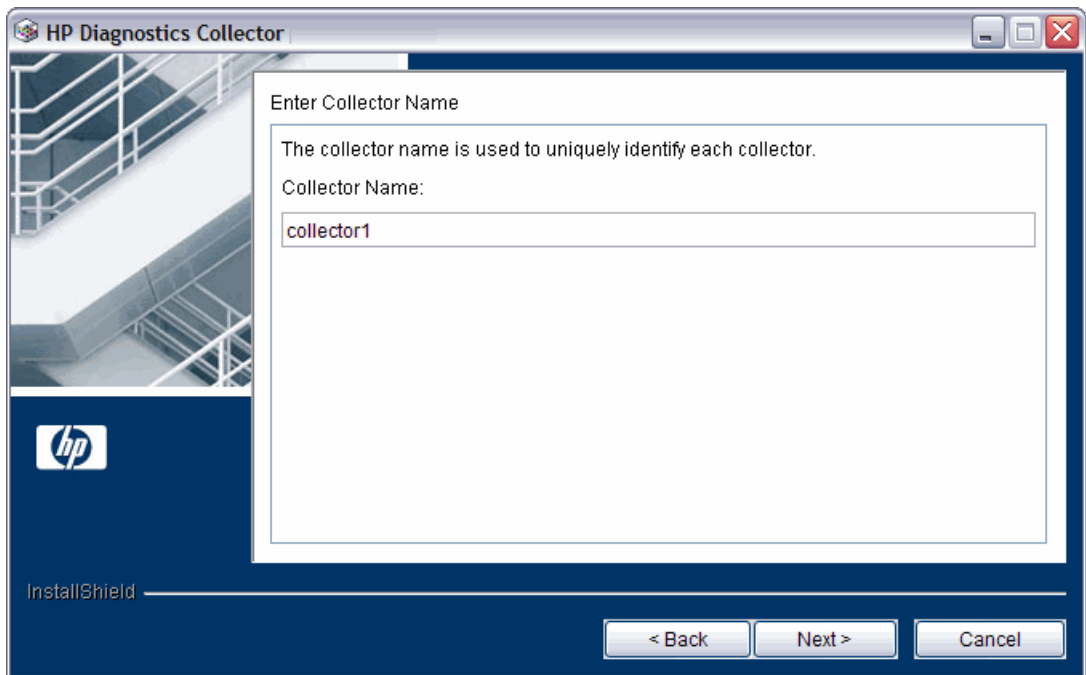 HP Diagnostics Collector
Enter Collector Name
The collector name is used to uniquely identify each collector.
Collector Name:
collector1
hp
InstallShield
< Back
Next >
Cancel